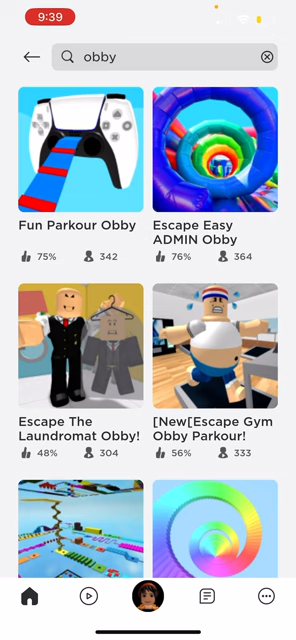 9:39
obby
Fun Parkour Obby
75% 342
Escape Easy
ADMIN Obby
76% 364
Escape The
Laundromat Obby!
48% 304
[New[Escape Gym
Obby Parkour!
56% 333